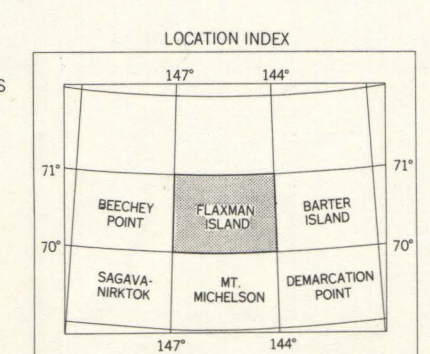 LOCATION INDEX
S
147° 144°
71° 71°
BEECHEY
POINT
FLAXMAN
ISLAND
BARTER
ISLAND
70° 70°
SAGAVA-
NIRKTOK
MT.
MICHELSON
DEMARCATION
POINT
147° 144°